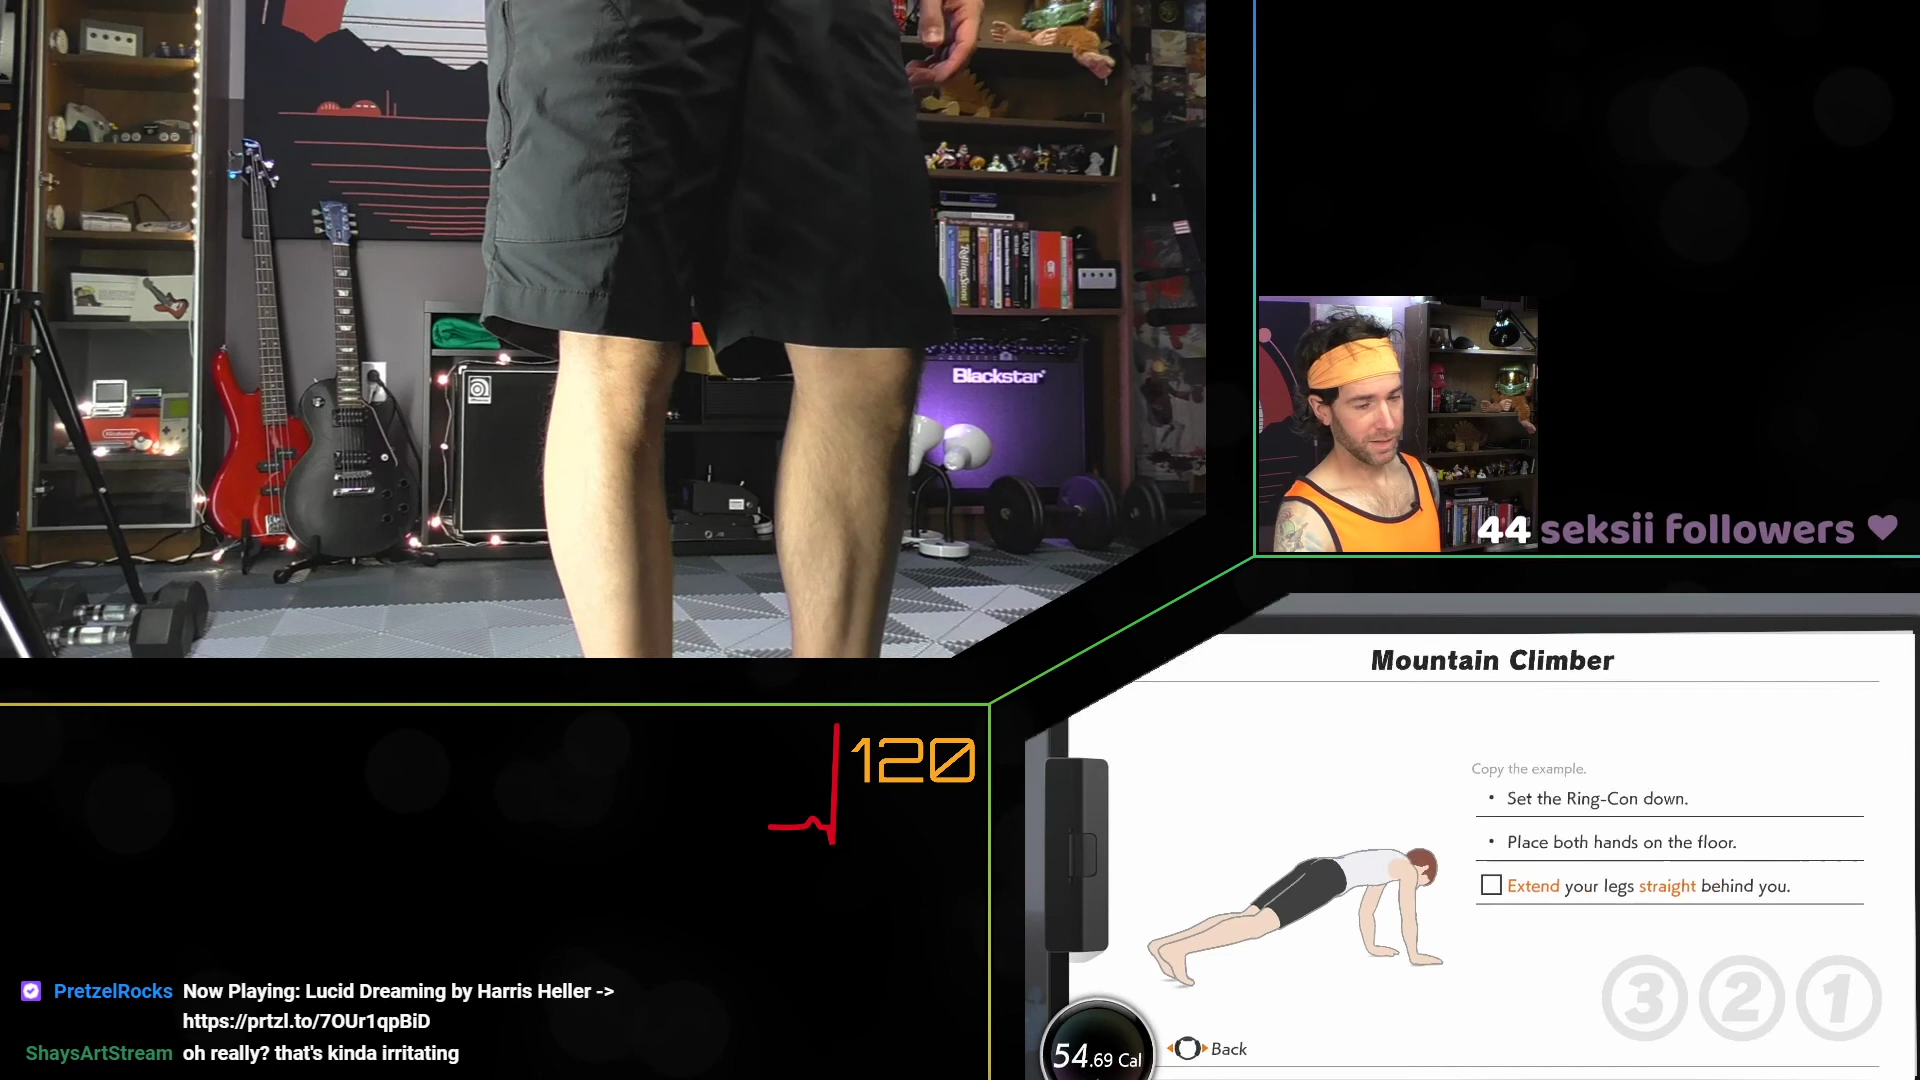 Blackstar
44 seksii followers
Mountain Climber
Copy the example.
• Set the Ring-Con down.
• Place both hands on the floor.
Extend your legs straight behind you.
3 2 1
54.69 Cal
Back
120
PretzelRocks Now Playing: Lucid Dreaming by Harris Heller ->
https://prtzl.to/7OUr1qpBiD
ShaysArtStream oh really? that's kinda irritating